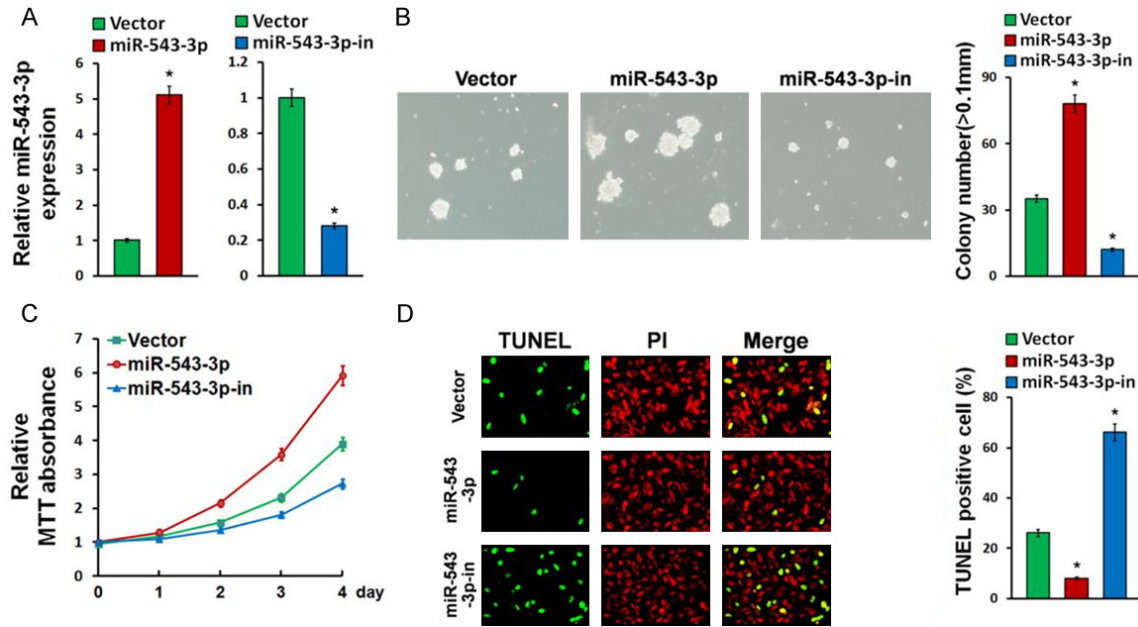 A
Vector
miR-543-3p
Relative miR-543-3p
expression
6
5
4
3
2
1
0
*
Vector
miR-543-3p-in
1.2
1
0.8
0.6
0.4
0.2
0
*
B
Vector
miR-543-3p
miR-543-3p-in
Vector
miR-543-3p
miR-543-3p-in
Colony number(>0.1mm)
90
60
30
0
*
*
C
Relative
MTT absorbance
7
6
5
4
3
2
1
0
Vector
miR-543-3p
miR-543-3p-in
0 1 2 3 4 day
D
TUNEL PI Merge
Vector
miR-543
-3p
miR-543
-3p-in
Vector
miR-543-3p
miR-543-3p-in
TUNEL positive cell (%)
80
60
40
20
0
*
*